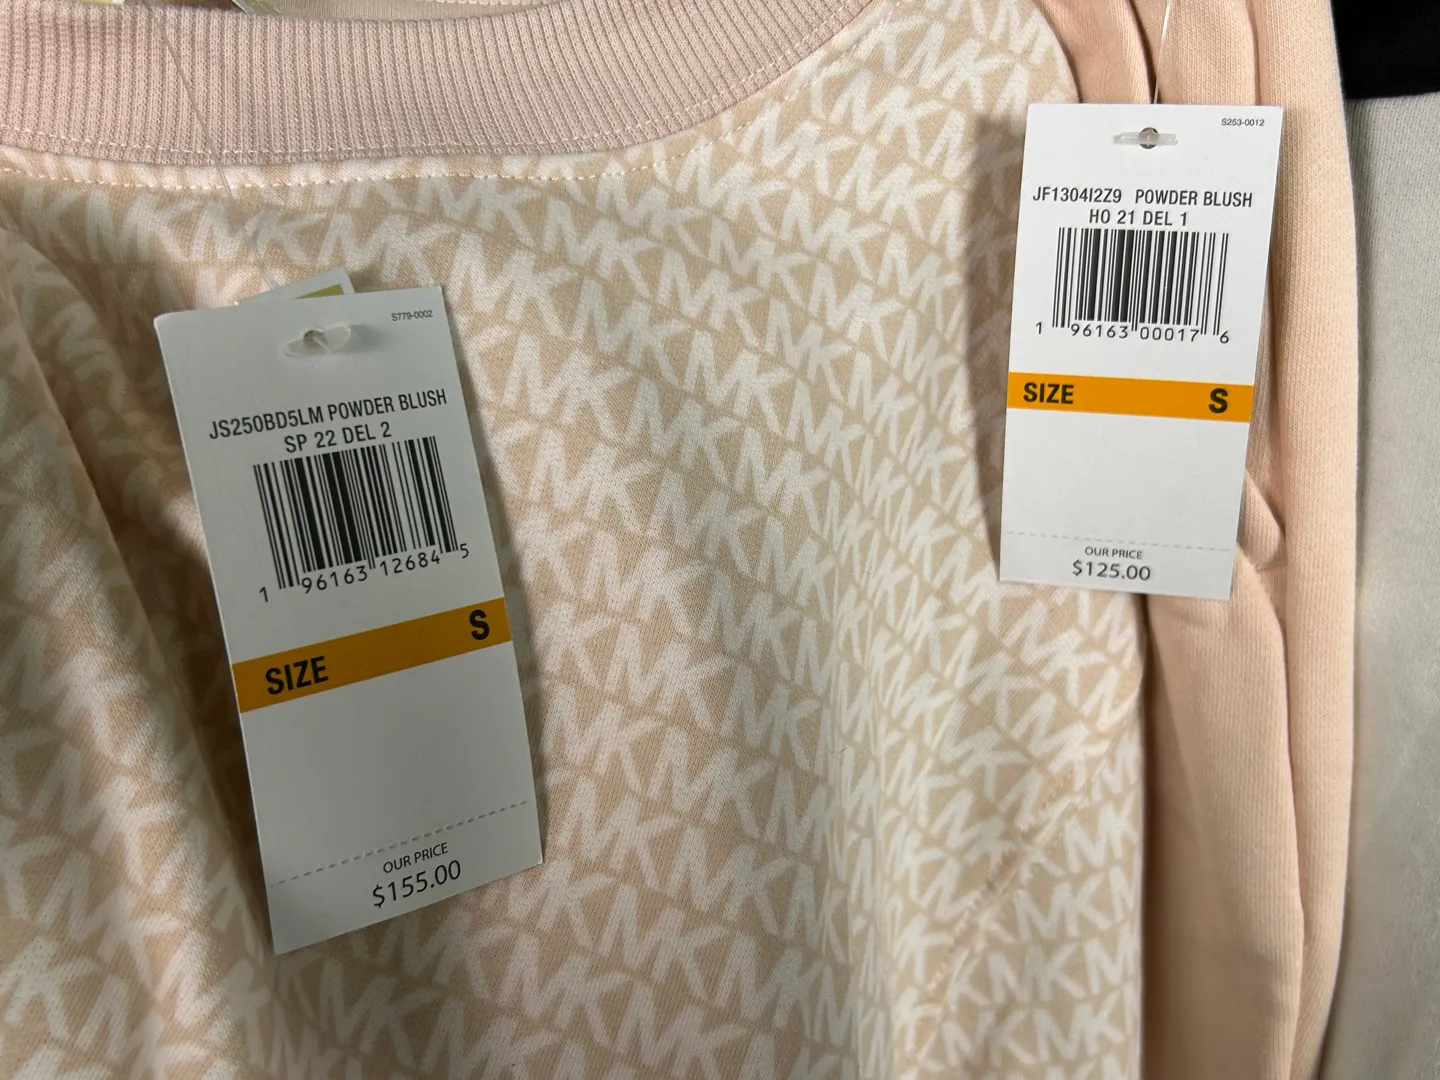 S779-0002
JS250BD5LM POWDER BLUSH
SP 22 DEL 2
1 96163 12684 5
SIZE S
OUR PRICE
$155.00
S253-0012
JF1304I2Z9 POWDER BLUSH
HO 21 DEL 1
1 96163 00017 6
SIZE S
OUR PRICE
$125.00
MK